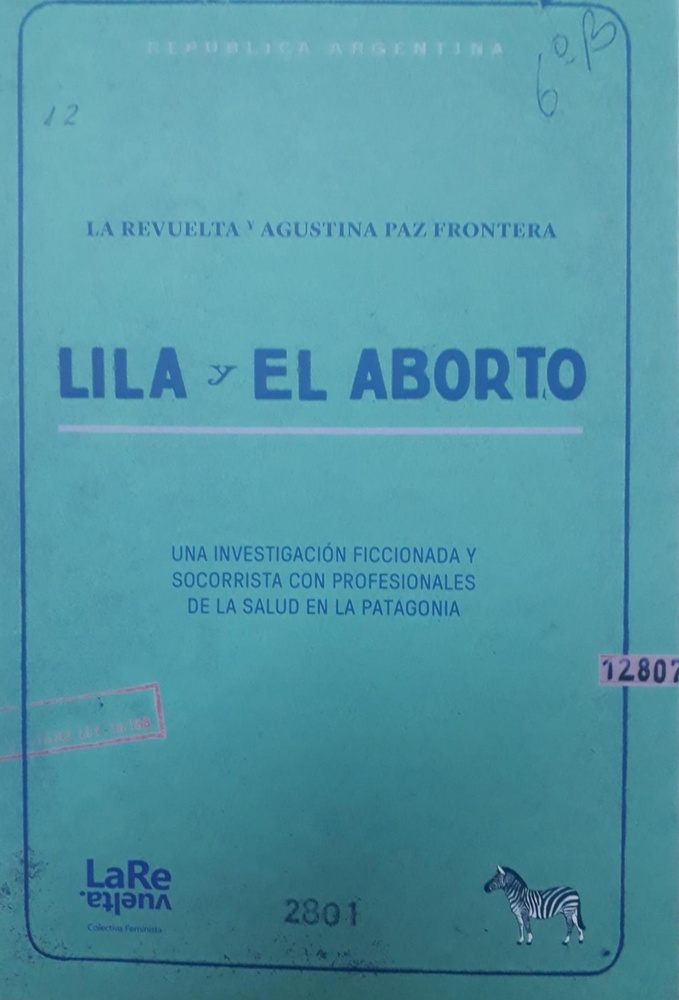 REPUBLICA ARGENTINA
6º B
12
LA REVUELTA y AGUSTINA PAZ FRONTERA
LILA y EL ABORTO
UNA INVESTIGACIÓN FICCIONADA Y
SOCORRISTA CON PROFESIONALES
DE LA SALUD EN LA PATAGONIA
12807
LaRe
vuelta.
Colectiva Feminista
2801